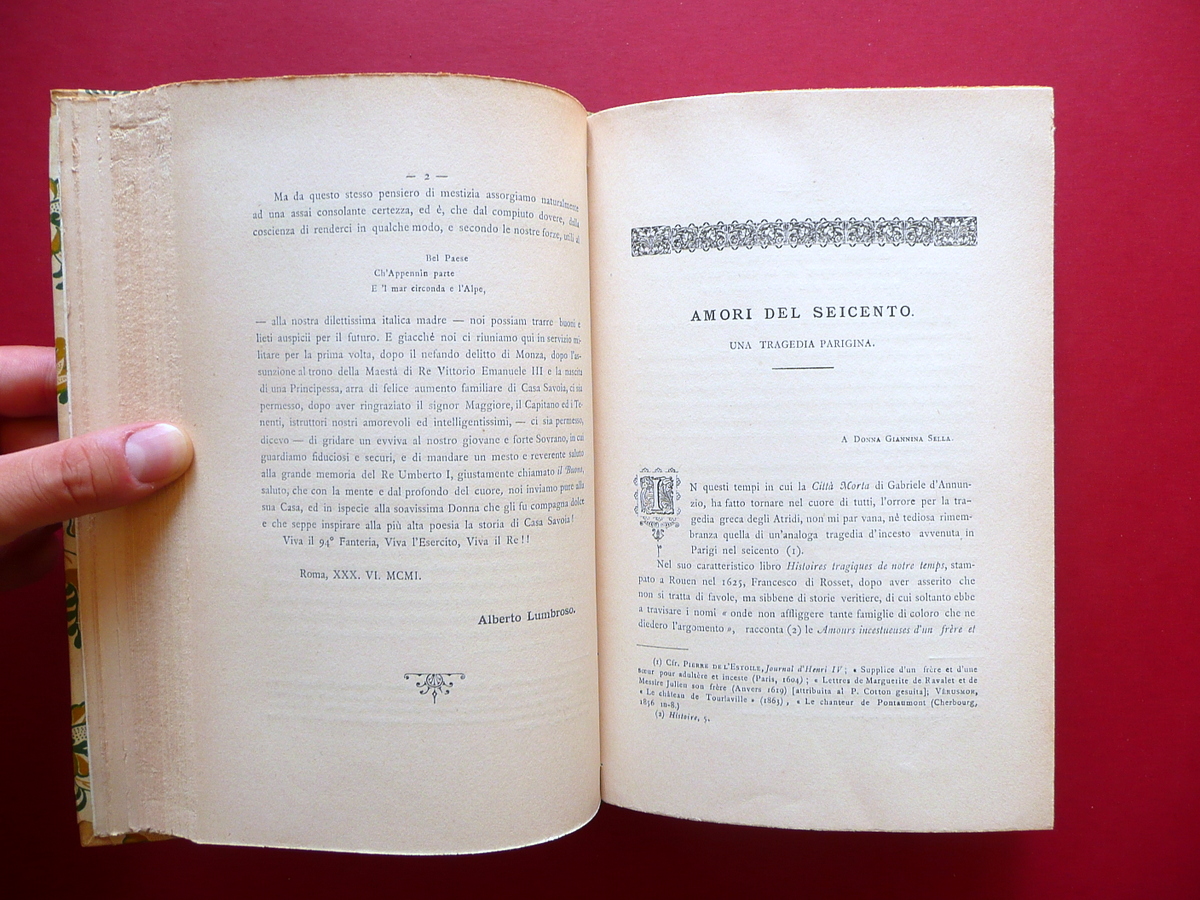 — 2 —
Ma da questo stesso pensiero di mestizia assorgiamo naturalmente
ad una assai consolante certezza, ed è, che dal compiuto dovere, della
coscienza di renderci in qualche modo, e secondo le nostre forze, utili al
Bel Paese
Ch'Appennin parte
E 'l mar circonda e l'Alpe,
— alla nostra dilettissima italica madre — noi possiam trarre buoni e
lieti auspicii per il futuro. E giacché noi ci riuniamo qui in servizio mi-
litare per la prima volta, dopo il nefando delitto di Monza, dopo l'as-
sunzione al trono della Maestà di Re Vittorio Emanuele III e la nascita
di una Principessa, arra di felice aumento familiare di Casa Savoia, ci sia
permesso, dopo aver ringraziato il signor Maggiore, il Capitano ed i Te-
nenti, istruttori nostri amorevoli ed intelligentissimi, — ci sia permesso,
dicevo — di gridare un evviva al nostro giovane e forte Sovrano, in cui
guardiamo fiduciosi e securi, e di mandare un mesto e reverente saluto
alla grande memoria del Re Umberto I, giustamente chiamato il Buono,
saluto, che con la mente e dal profondo del cuore, noi inviamo pure alla
sua Casa, ed in ispecie alla soavissima Donna che gli fu compagna dolce
e che seppe inspirare alla più alta poesia la storia di Casa Savoia!
Viva il 94º Fanteria, Viva l'Esercito, Viva il Re!!
Roma, XXX. VI. MCMI.
Alberto Lumbroso.
AMORI DEL SEICENTO.
UNA TRAGEDIA PARIGINA.
A Donna Giannina Sella.
IN questi tempi in cui la Città Morta di Gabriele d'Annun-
zio, ha fatto tornare nel cuore di tutti, l'orrore per la tra-
gedia greca degli Atridi, non mi par vana, nè tediosa rimem-
branza quella di un'analoga tragedia d'incesto avvenuta in
Parigi nel seicento (1).
Nel suo caratteristico libro Histoires tragiques de notre temps, stam-
pato a Rouen nel 1625, Francesco di Rosset, dopo aver asserito che
non si tratta di favole, ma sibbene di storie veritiere, di cui soltanto ebbe
a travisare i nomi « onde non affliggere tante famiglie di coloro che ne
diedero l'argomento », racconta (2) le Amours incestueuses d'un frère et
(1) Cfr. Pierre de l'Estoile, Journal d'Henri IV; « Supplice d'un frère et d'une
sœur pour adultère et inceste (Paris, 1604); « Lettres de Marguerite de Ravalet et de
Messire Julien son frère (Anvers 1619) [attribuita al P. Cotton gesuita]; Vérusmor,
« Le château de Tourlaville » (1863), « Le chanteur de Pontaumont (Cherbourg,
1856 in-8.)
(2) Histoire, 5.